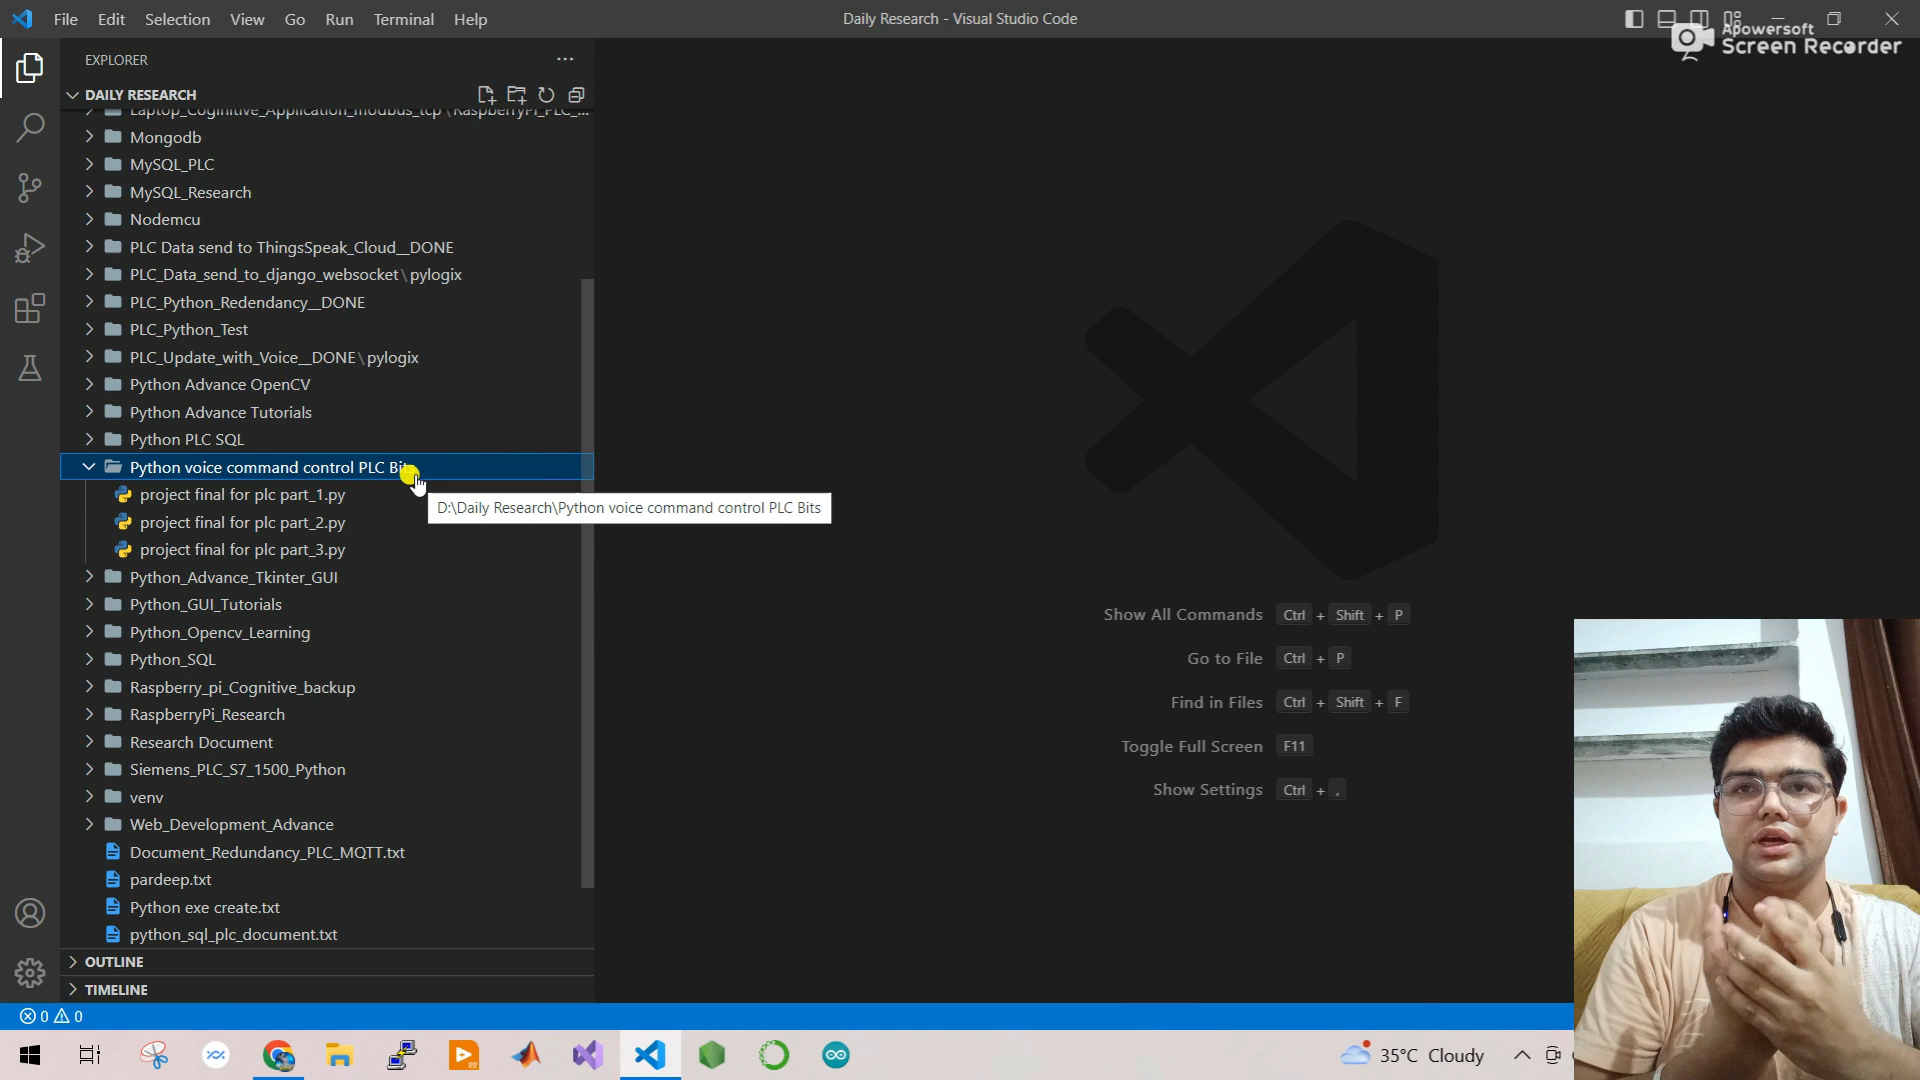 File Edit Selection View Go Run Terminal Help
Daily Research - Visual Studio Code
Apowersoft
Screen Recorder
EXPLORER
DAILY RESEARCH
Laptop_Coginitive_Application_modbus_tcp\RaspberryPi_PLC_...
Mongodb
MySQL_PLC
MySQL_Research
Nodemcu
PLC Data send to ThingsSpeak_Cloud__DONE
PLC_Data_send_to_django_websocket\pylogix
PLC_Python_Redendancy__DONE
PLC_Python_Test
PLC_Update_with_Voice__DONE\pylogix
Python Advance OpenCV
Python Advance Tutorials
Python PLC SQL
Python voice command control PLC Bits
project final for plc part_1.py
D:\Daily Research\Python voice command control PLC Bits
project final for plc part_2.py
project final for plc part_3.py
Python_Advance_Tkinter_GUI
Python_GUI_Tutorials
Python_Opencv_Learning
Python_SQL
Raspberry_pi_Cognitive_backup
RaspberryPi_Research
Research Document
Siemens_PLC_S7_1500_Python
venv
Web_Development_Advance
Document_Redundancy_PLC_MQTT.txt
pardeep.txt
Python exe create.txt
python_sql_plc_document.txt
OUTLINE
TIMELINE
Show All Commands Ctrl + Shift + P
Go to File Ctrl + P
Find in Files Ctrl + Shift + F
Toggle Full Screen F11
Show Settings Ctrl + ,
0 0
22
35°C Cloudy